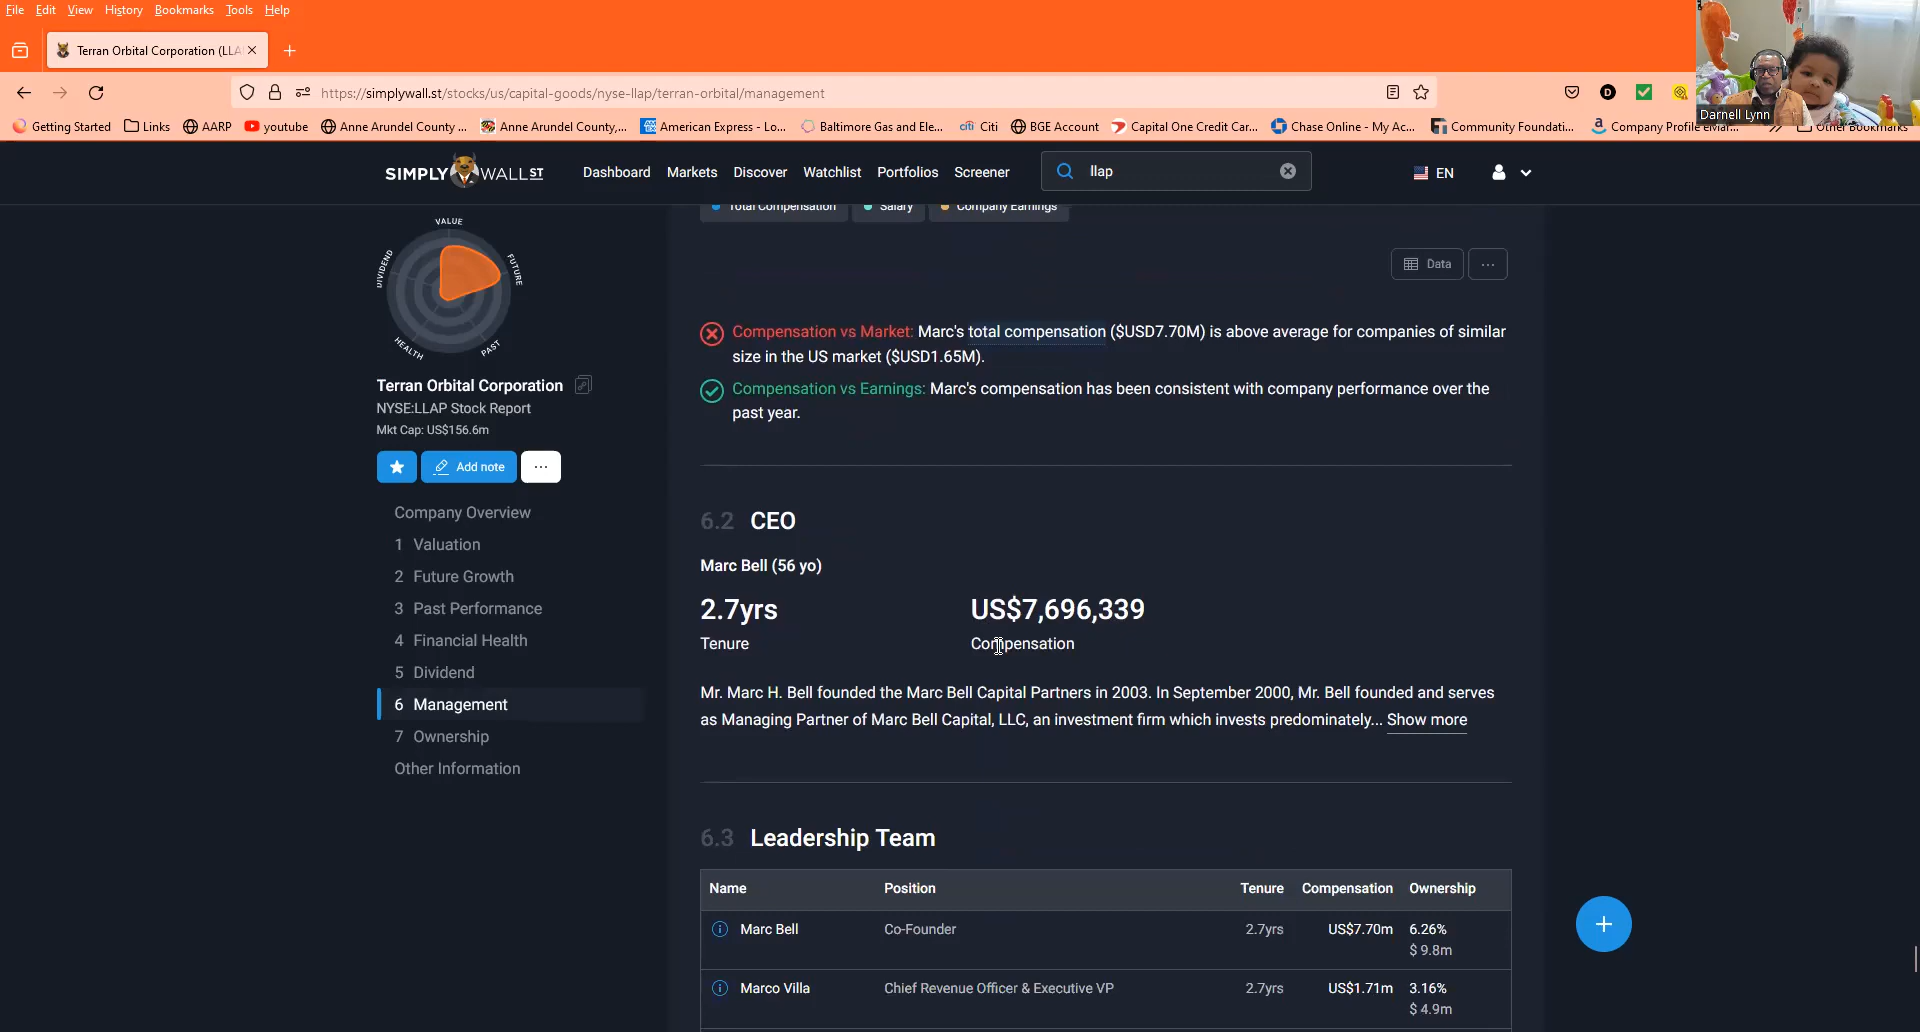 File Edit View History Bookmarks Tools Help
Terran Orbital Corporation (LLA
https://simplywall.st/stocks/us/capital-goods/nyse-llap/terran-orbital/management
Darnell Lynn
Getting Started Links AARP youtube Anne Arundel County ... Anne Arundel County,... American Express - Lo... Baltimore Gas and Ele... citi Citi BGE Account Capital One Credit Car... Chase Online - My Ac... Community Foundati... Company Profile eMar... Other Bookmarks
SIMPLY WALL ST Dashboard Markets Discover Watchlist Portfolios Screener llap EN
Total Compensation Salary Company Earnings
VALUE
FUTURE
PAST
HEALTH
DIVIDEND
Data ...
Compensation vs Market: Marc's total compensation ($USD7.70M) is above average for companies of similar
size in the US market ($USD1.65M).
Compensation vs Earnings: Marc's compensation has been consistent with company performance over the
past year.
Terran Orbital Corporation
NYSE:LLAP Stock Report
Mkt Cap: US$156.6m
Add note ...
Company Overview
1 Valuation
2 Future Growth
3 Past Performance
4 Financial Health
5 Dividend
6 Management
7 Ownership
Other Information
6.2 CEO
Marc Bell (56 yo)
2.7yrs US$7,696,339
Tenure Compensation
Mr. Marc H. Bell founded the Marc Bell Capital Partners in 2003. In September 2000, Mr. Bell founded and serves
as Managing Partner of Marc Bell Capital, LLC, an investment firm which invests predominately... Show more
6.3 Leadership Team
Name Position Tenure Compensation Ownership
Marc Bell Co-Founder 2.7yrs US$7.70m 6.26%
$ 9.8m
Marco Villa Chief Revenue Officer & Executive VP 2.7yrs US$1.71m 3.16%
$ 4.9m